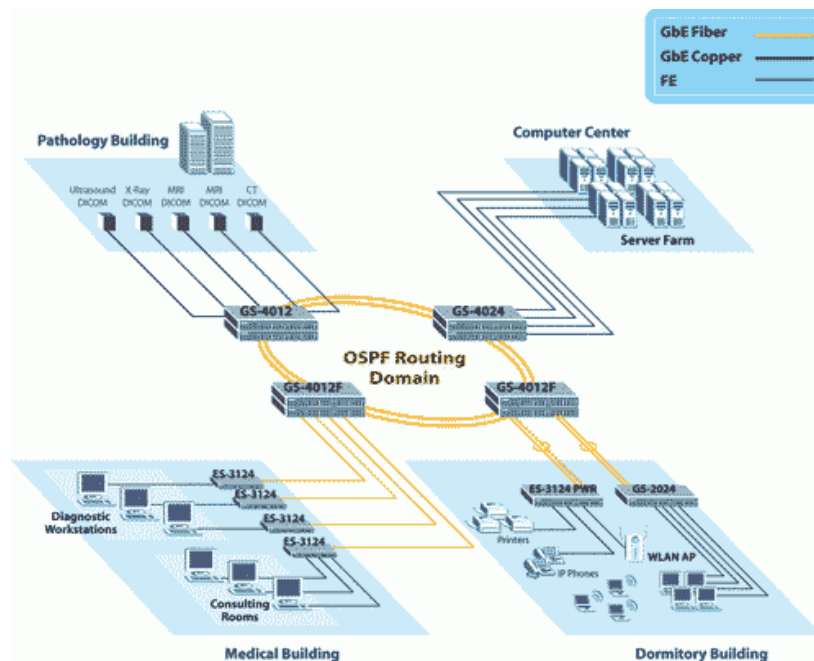 GbE Fiber
GbE Copper
FE
Pathology Building
Computer Center
Ultrasound
DICOM
X-Ray
DICOM
MRI
DICOM
MRI
DICOM
CT
DICOM
Server Farm
GS-4012
GS-4024
OSPF Routing
Domain
GS-4012F
GS-4012F
ES-3124
ES-3124
ES-3124
ES-3124
Diagnostic
Workstations
Consulting
Rooms
ES-3124 PWR
GS-2024
Printers
IP Phones
WLAN AP
Medical Building
Dormitory Building